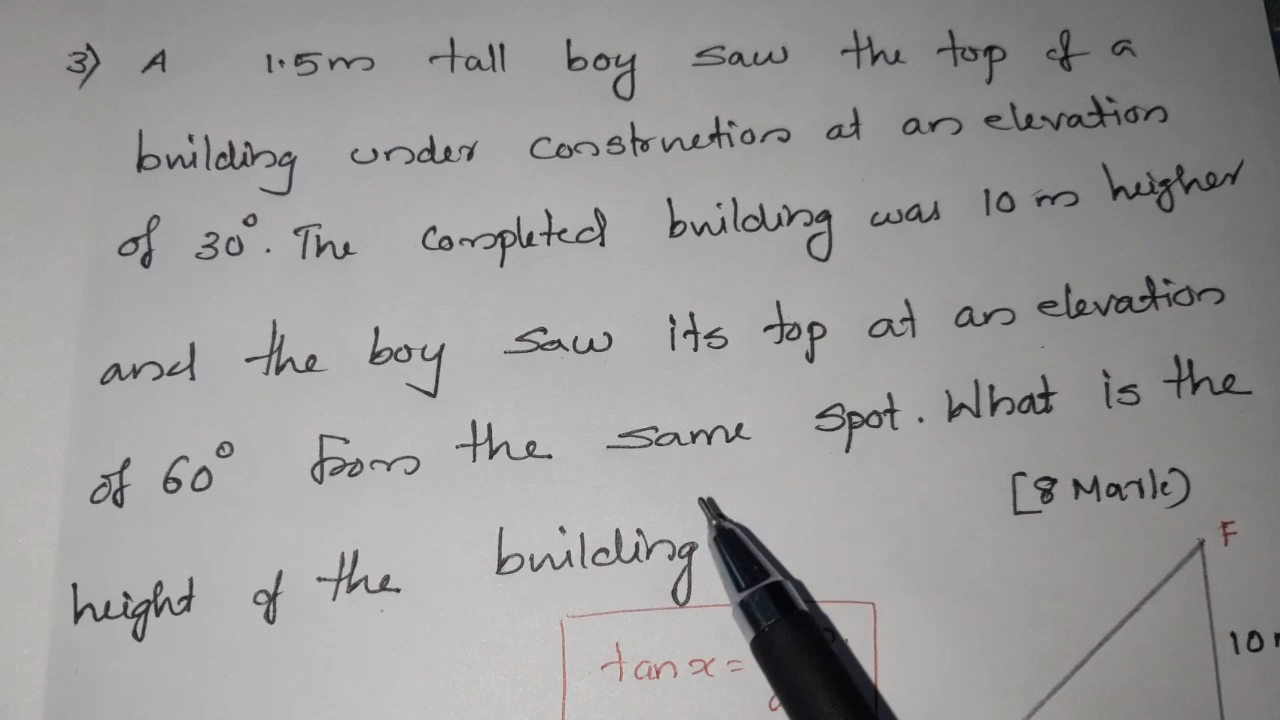 3) A 1.5m tall boy saw the top of a
building under construction at an elevation
of 30°. The completed building was 10 m heigher
and the boy saw its top at an elevation
of 60° from the same spot. What is the
[8 Mark)
height of the building
F
tan x =
10